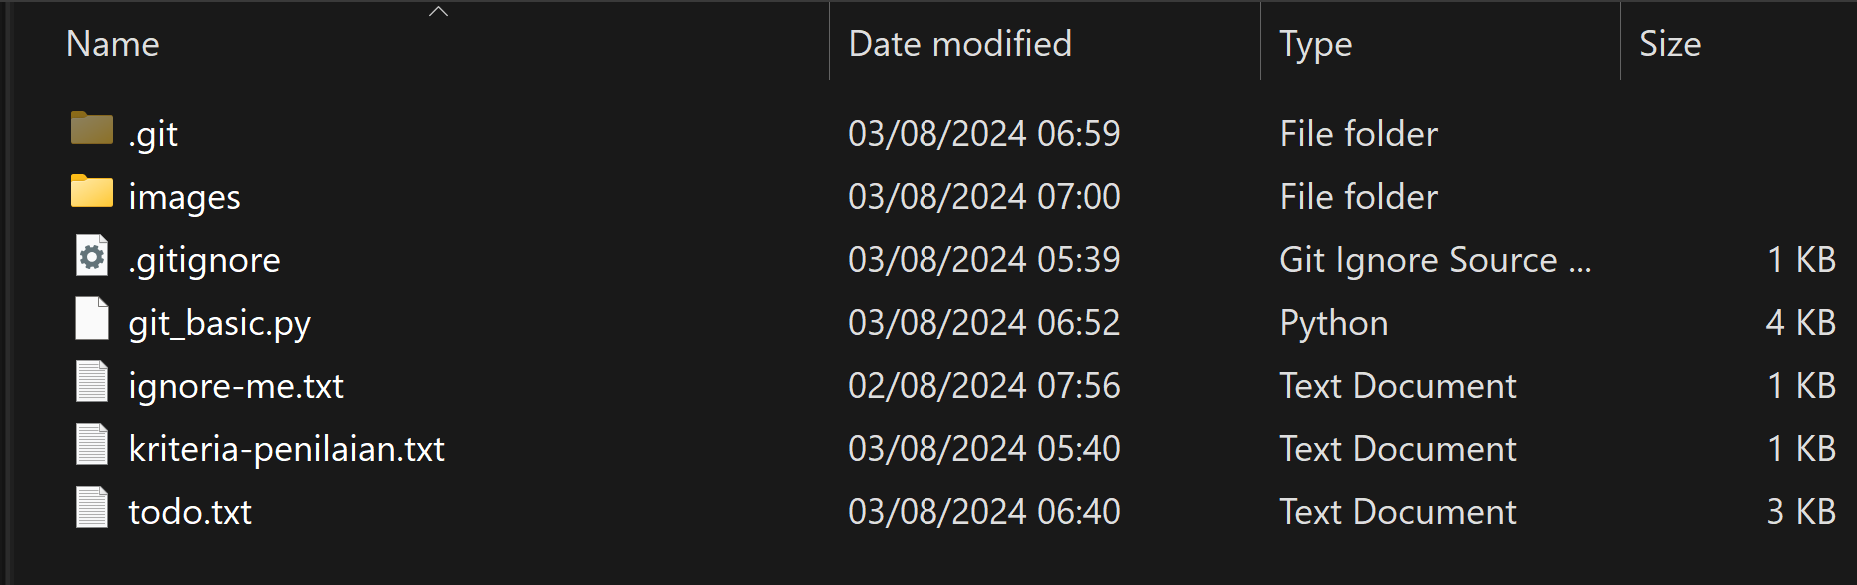 Name Date modified Type Size
.git 03/08/2024 06:59 File folder
images 03/08/2024 07:00 File folder
.gitignore 03/08/2024 05:39 Git Ignore Source ... 1 KB
git_basic.py 03/08/2024 06:52 Python 4 KB
ignore-me.txt 02/08/2024 07:56 Text Document 1 KB
kriteria-penilaian.txt 03/08/2024 05:40 Text Document 1 KB
todo.txt 03/08/2024 06:40 Text Document 3 KB